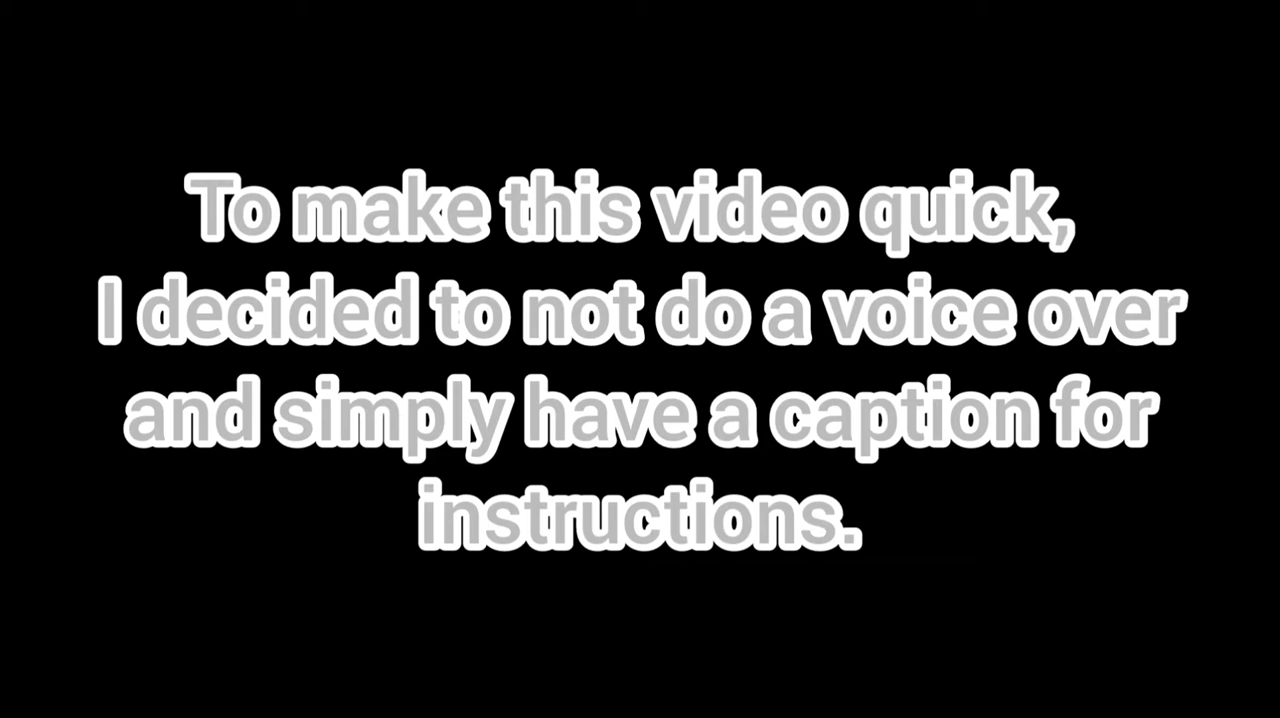 To make this video quick,
I decided to not do a voice over
and simply have a caption for
instructions.